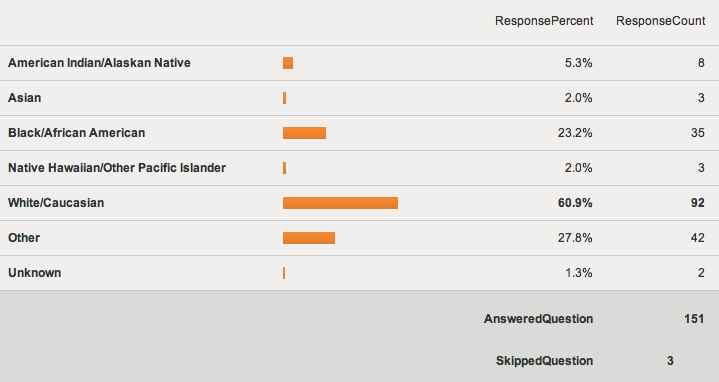 ResponsePercent ResponseCount
American Indian/Alaskan Native 5.3% 8
Asian 2.0% 3
Black/African American 23.2% 35
Native Hawaiian/Other Pacific Islander 2.0% 3
White/Caucasian 60.9% 92
Other 27.8% 42
Unknown 1.3% 2
AnsweredQuestion 151
SkippedQuestion 3